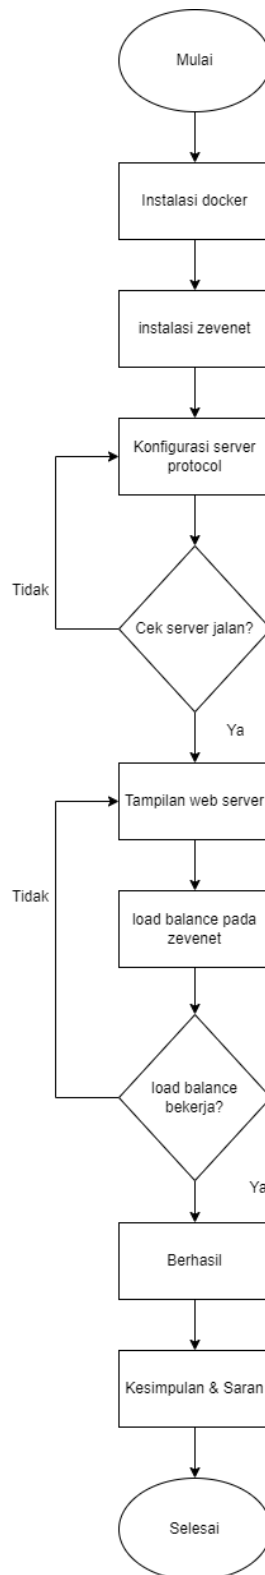 Mulai
Instalasi docker
instalasi zevenet
Konfigurasi server
protocol
Tidak
Cek server jalan?
Ya
Tampilan web server
Tidak
load balance pada
zevenet
load balance
bekerja?
Ya
Berhasil
Kesimpulan & Saran
Selesai